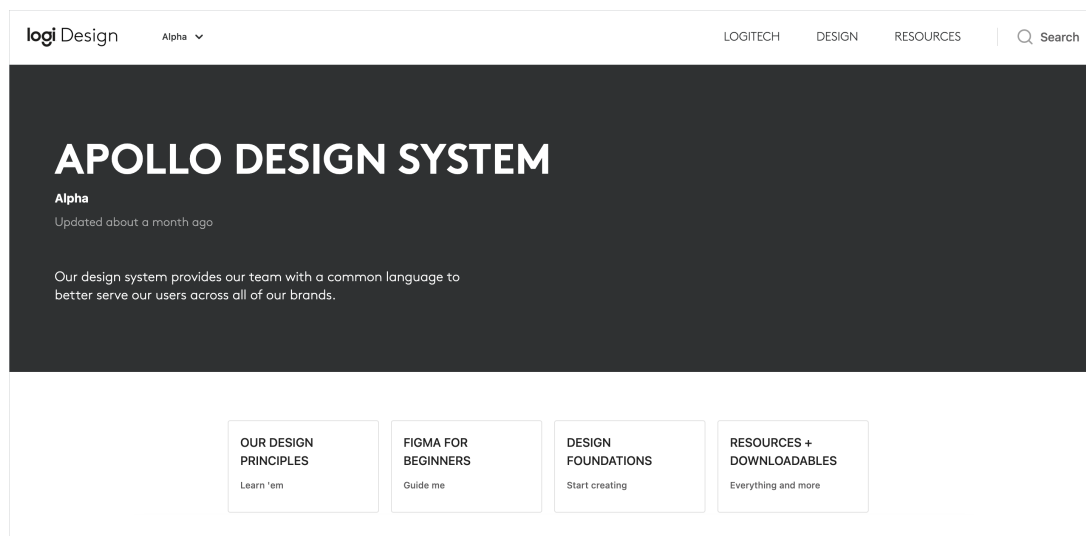 logi Design
Alpha
LOGITECH
DESIGN
RESOURCES
Search
APOLLO DESIGN SYSTEM
Alpha
Updated about a month ago
Our design system provides our team with a common language to
better serve our users across all of our brands.
OUR DESIGN
PRINCIPLES
Learn 'em
FIGMA FOR
BEGINNERS
Guide me
DESIGN
FOUNDATIONS
Start creating
RESOURCES +
DOWNLOADABLES
Everything and more